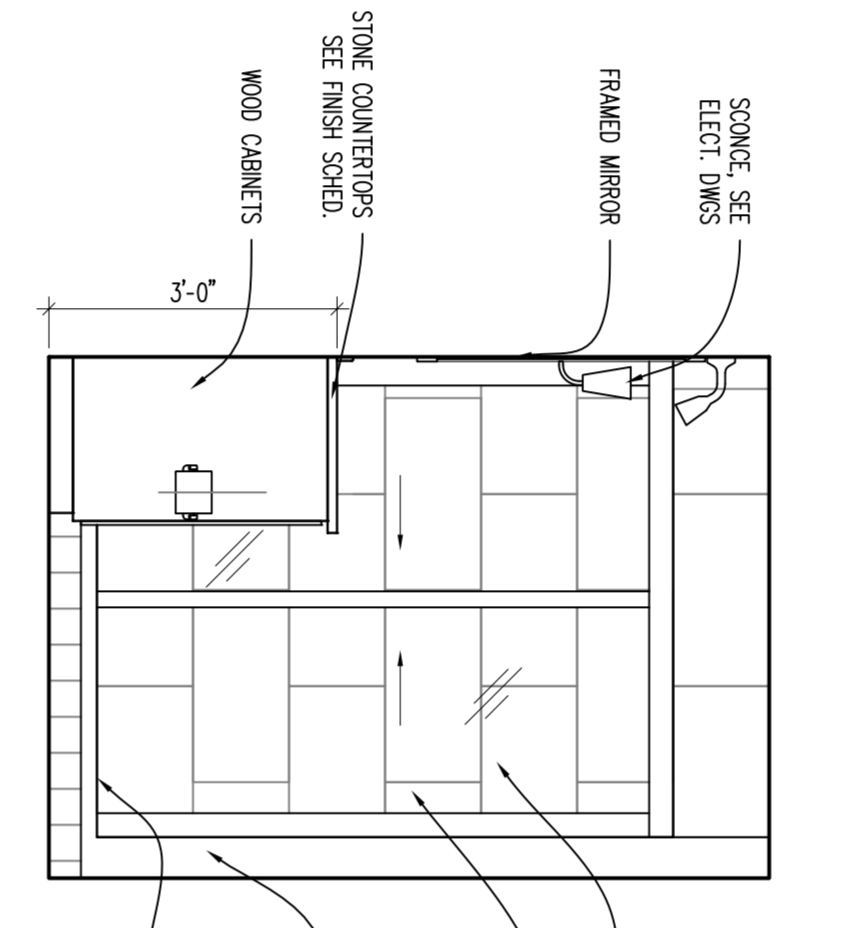 SCONCE, SEE
ELECT. DWGS
FRAMED MIRROR
STONE COUNTERTOPS
SEE FINISH SCHED.
WOOD CABINETS
3'-0"